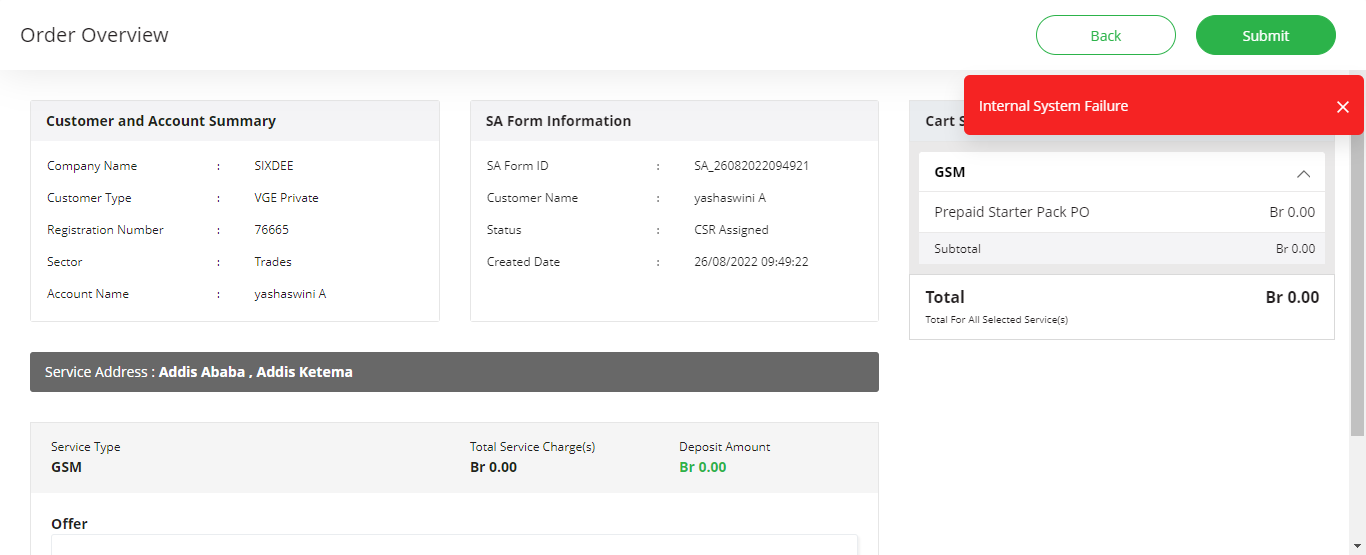 Order Overview
Back
Submit
Internal System Failure
Customer and Account Summary
Company Name : SIXDEE
Customer Type : VGE Private
Registration Number : 76665
Sector : Trades
Account Name : yashaswini A
SA Form Information
SA Form ID : SA_26082022094921
Customer Name : yashaswini A
Status : CSR Assigned
Created Date : 26/08/2022 09:49:22
Cart
GSM
Prepaid Starter Pack PO Br 0.00
Subtotal Br 0.00
Total Br 0.00
Total For All Selected Service(s)
Service Address : Addis Ababa , Addis Ketema
Service Type Total Service Charge(s) Deposit Amount
GSM Br 0.00 Br 0.00
Offer